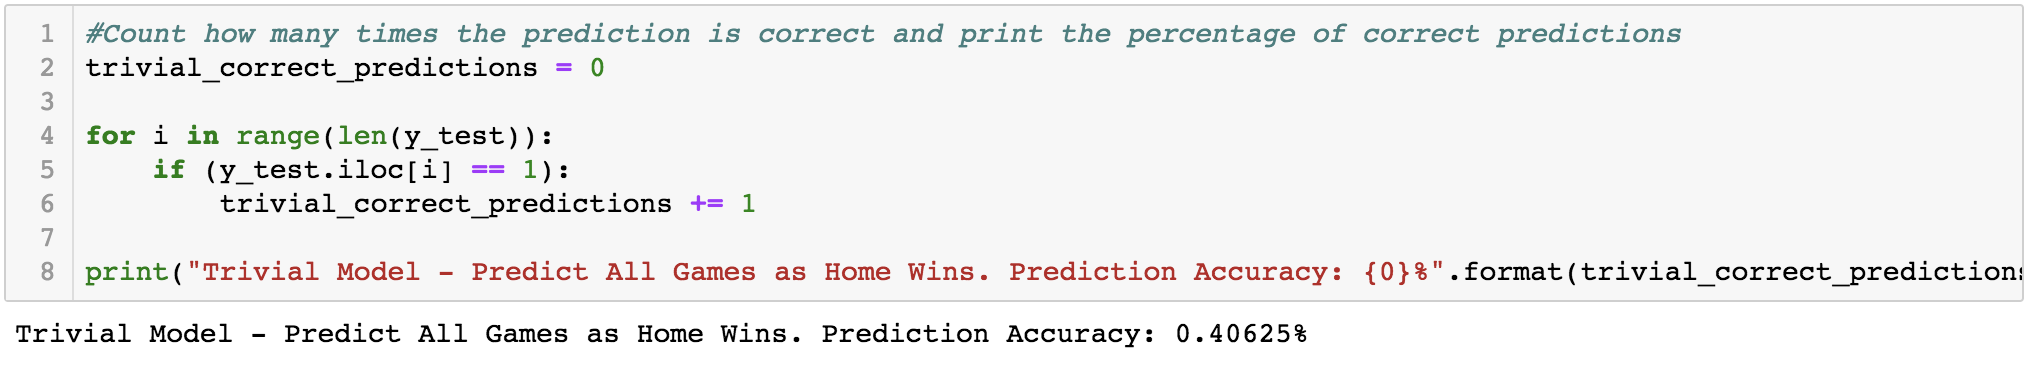 1 #Count how many times the prediction is correct and print the percentage of correct predictions
2 trivial_correct_predictions = 0
3
4 for i in range(len(y_test)):
5     if (y_test.iloc[i] == 1):
6         trivial_correct_predictions += 1
7
8 print("Trivial Model - Predict All Games as Home Wins. Prediction Accuracy: {0}%".format(trivial_correct_predictions
Trivial Model - Predict All Games as Home Wins. Prediction Accuracy: 0.40625%